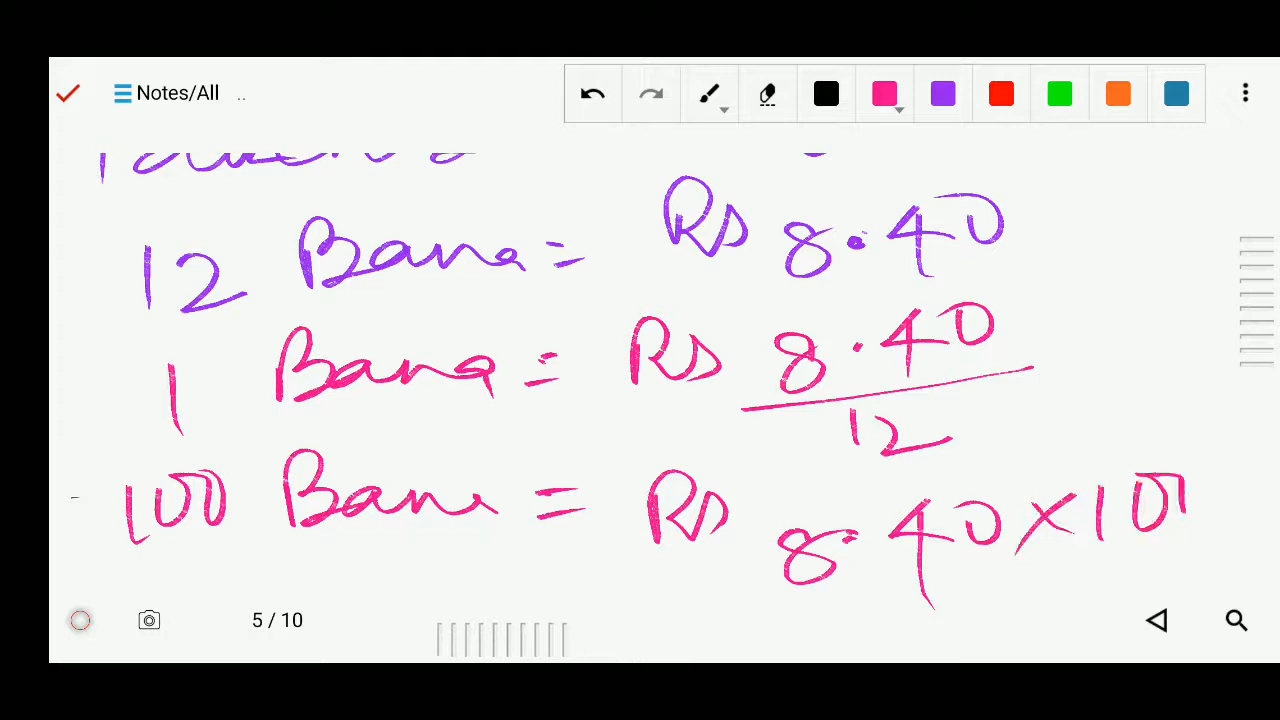 Notes/All ..
12 Bana = Rs 8.40
1 Bana = Rs 8.40
12
100 Bana = Rs 8.40 × 100
5 / 10